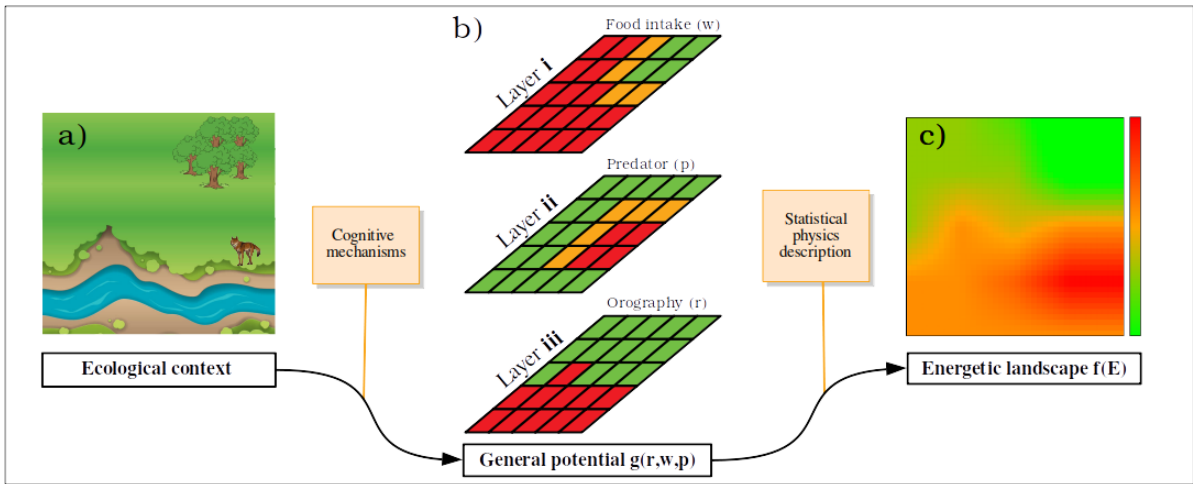 a)
Ecological context
Cognitive
mechanisms
b)
Food intake (w)
Layer i
Predator (p)
Layer ii
Orography (r)
Layer iii
General potential g(r,w,p)
Statistical
physics
description
c)
Energetic landscape f(E)